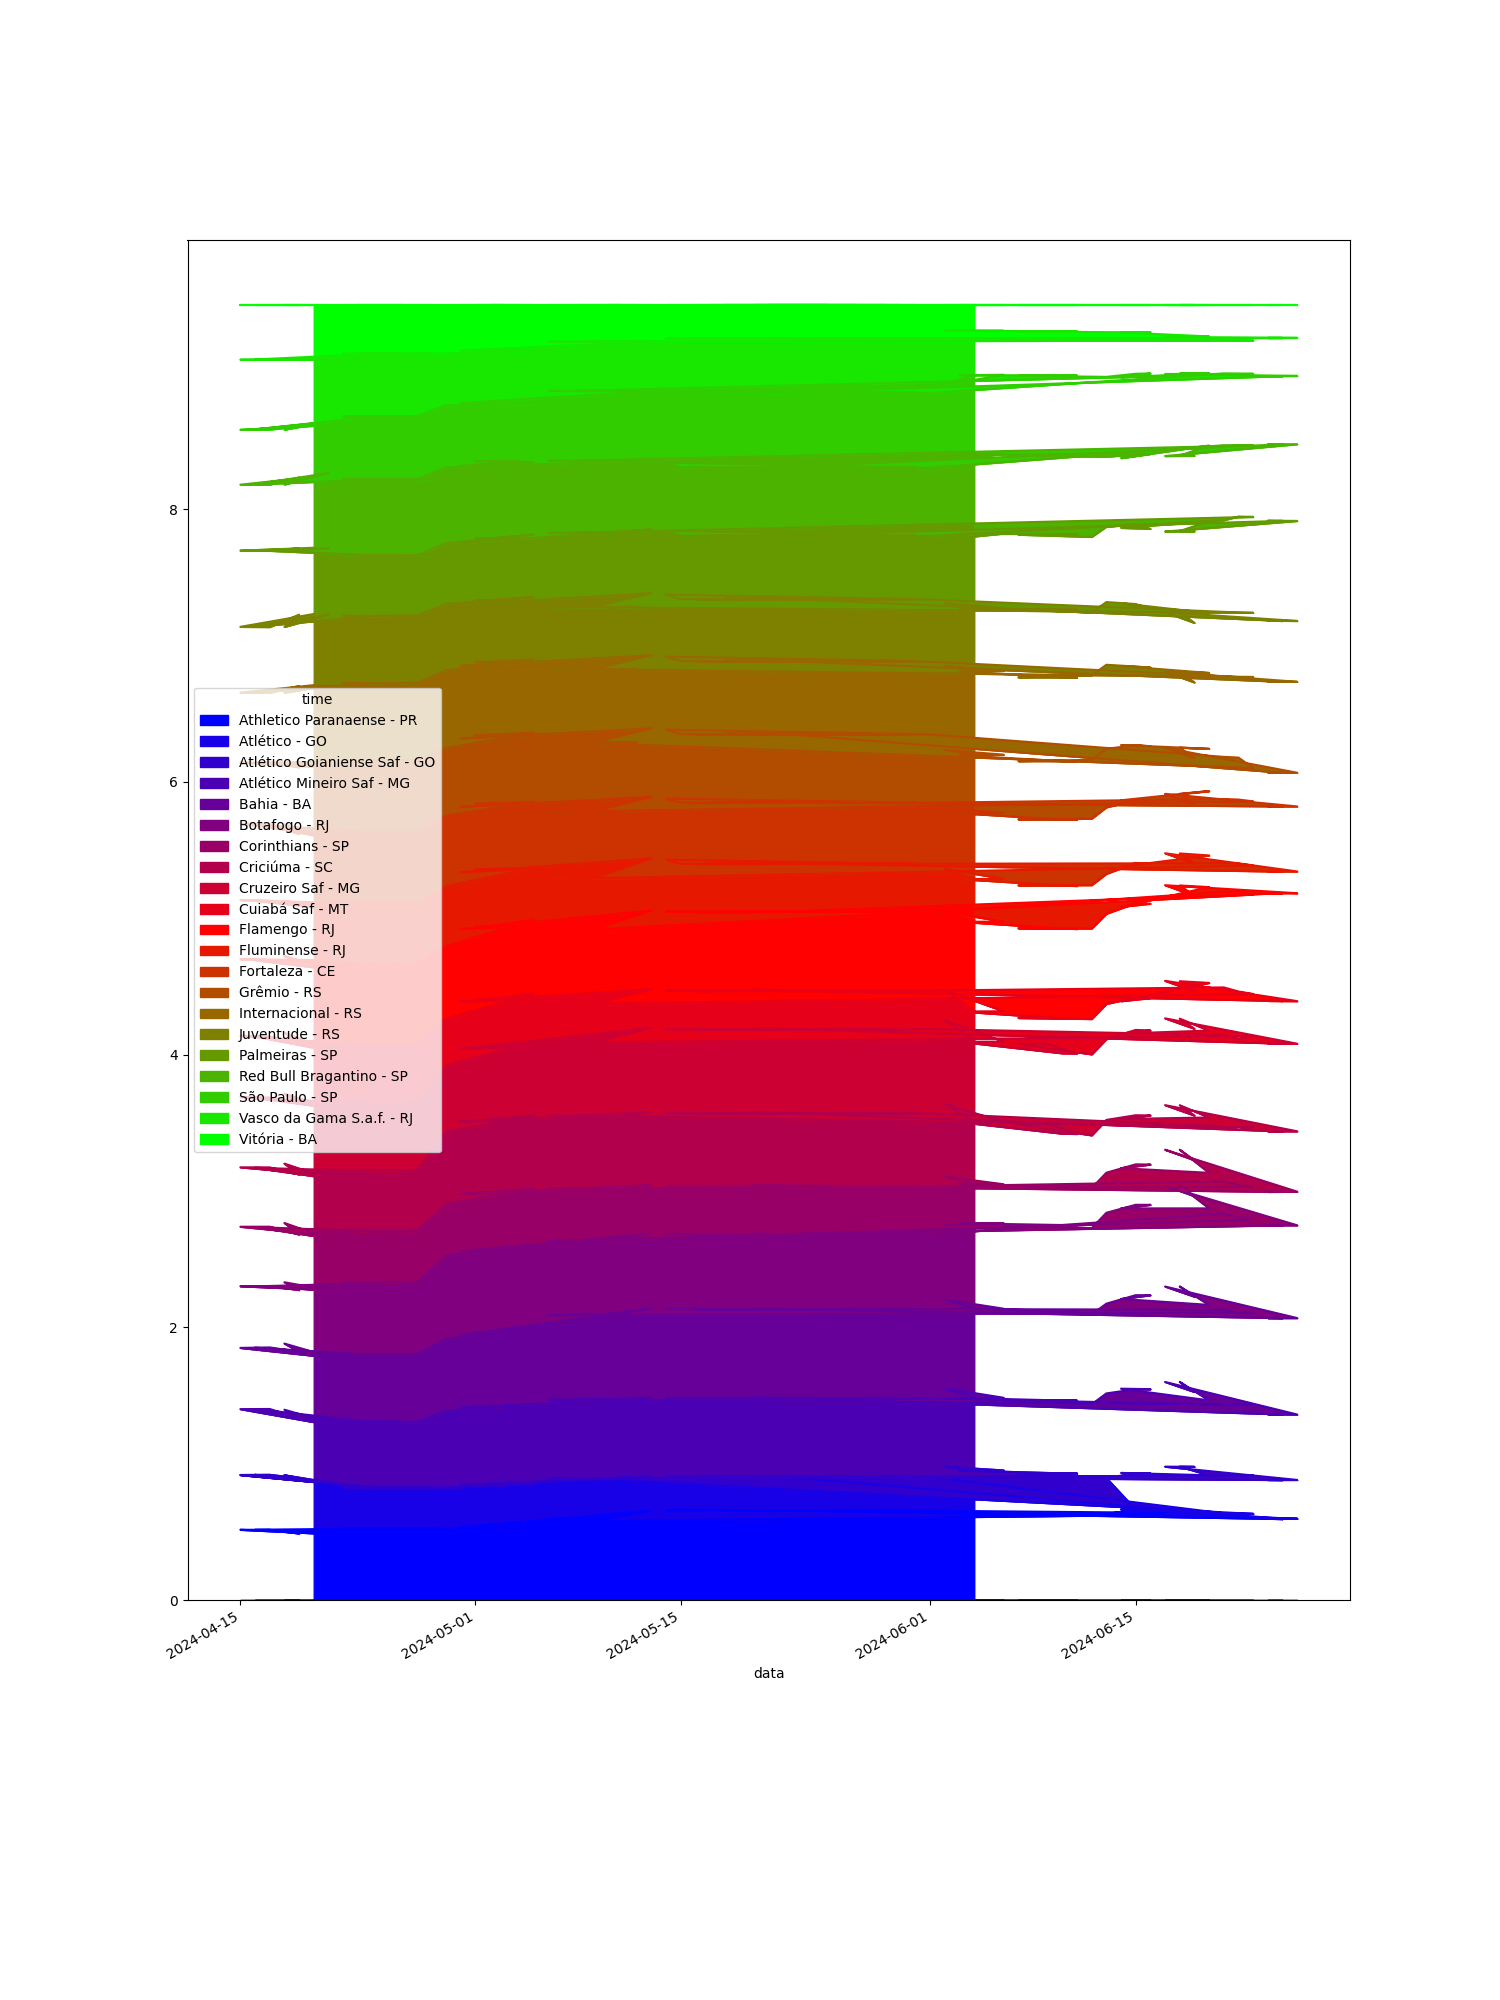 8
6
4
2
0
time
Athletico Paranaense - PR
Atlético - GO
Atlético Goianiense Saf - GO
Atlético Mineiro Saf - MG
Bahia - BA
Botafogo - RJ
Corinthians - SP
Criciúma - SC
Cruzeiro Saf - MG
Cuiabá Saf - MT
Flamengo - RJ
Fluminense - RJ
Fortaleza - CE
Grêmio - RS
Internacional - RS
Juventude - RS
Palmeiras - SP
Red Bull Bragantino - SP
São Paulo - SP
Vasco da Gama S.a.f. - RJ
Vitória - BA
2024-04-15
2024-05-01
2024-05-15
2024-06-01
2024-06-15
data